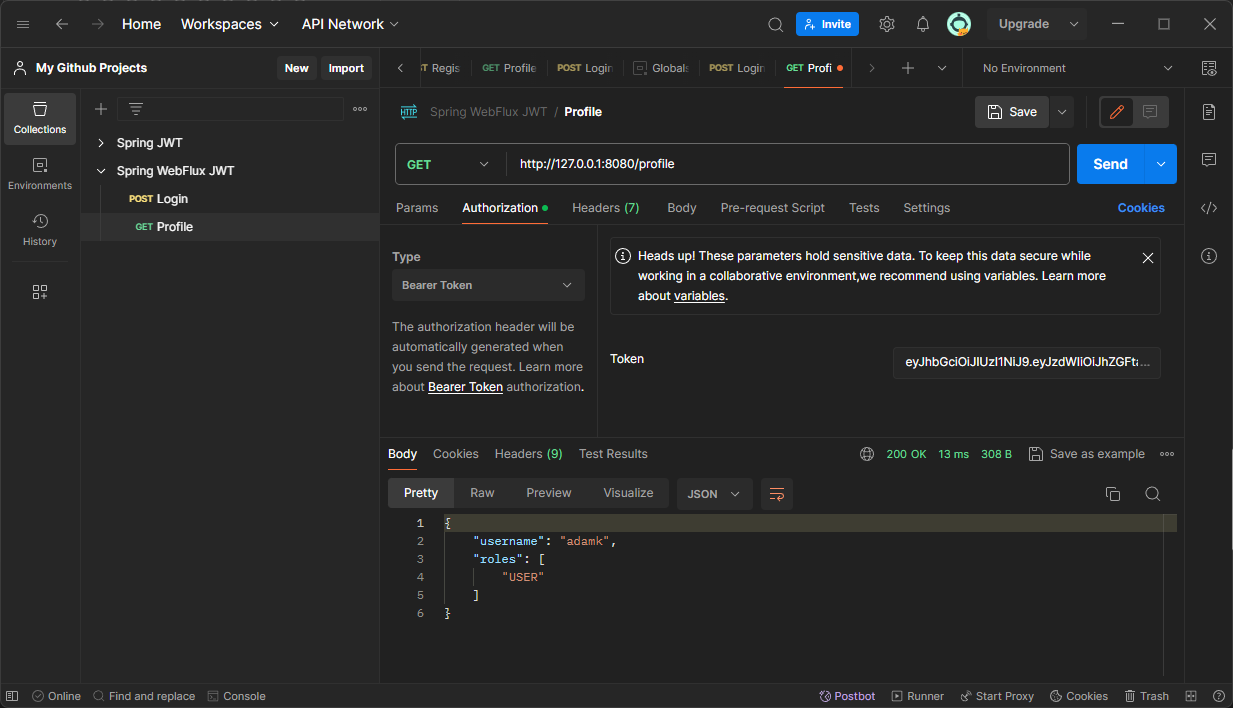 Home
Workspaces
API Network
Invite
Upgrade
My Github Projects
New
Import
Regis
GET Profile
POST Login
Globals
POST Login
GET Profi
No Environment
Collections
Environments
History
Spring JWT
Spring WebFlux JWT
POST Login
GET Profile
HTTP
Spring WebFlux JWT / Profile
Save
GET
http://127.0.0.1:8080/profile
Send
Params
Authorization
Headers (7)
Body
Pre-request Script
Tests
Settings
Cookies
Type
Bearer Token
The authorization header will be
automatically generated when
you send the request. Learn more
about Bearer Token authorization.
Heads up! These parameters hold sensitive data. To keep this data secure while
working in a collaborative environment,we recommend using variables. Learn more
about variables.
Token
Body
Cookies
Headers (9)
Test Results
200 OK
13 ms
308 B
Save as example
Pretty
Raw
Preview
Visualize
JSON
1 {
2 "username": "adamk",
3 "roles": [
4 "USER"
5 ]
6 }
Online
Find and replace
Console
Postbot
Runner
Start Proxy
Cookies
Trash